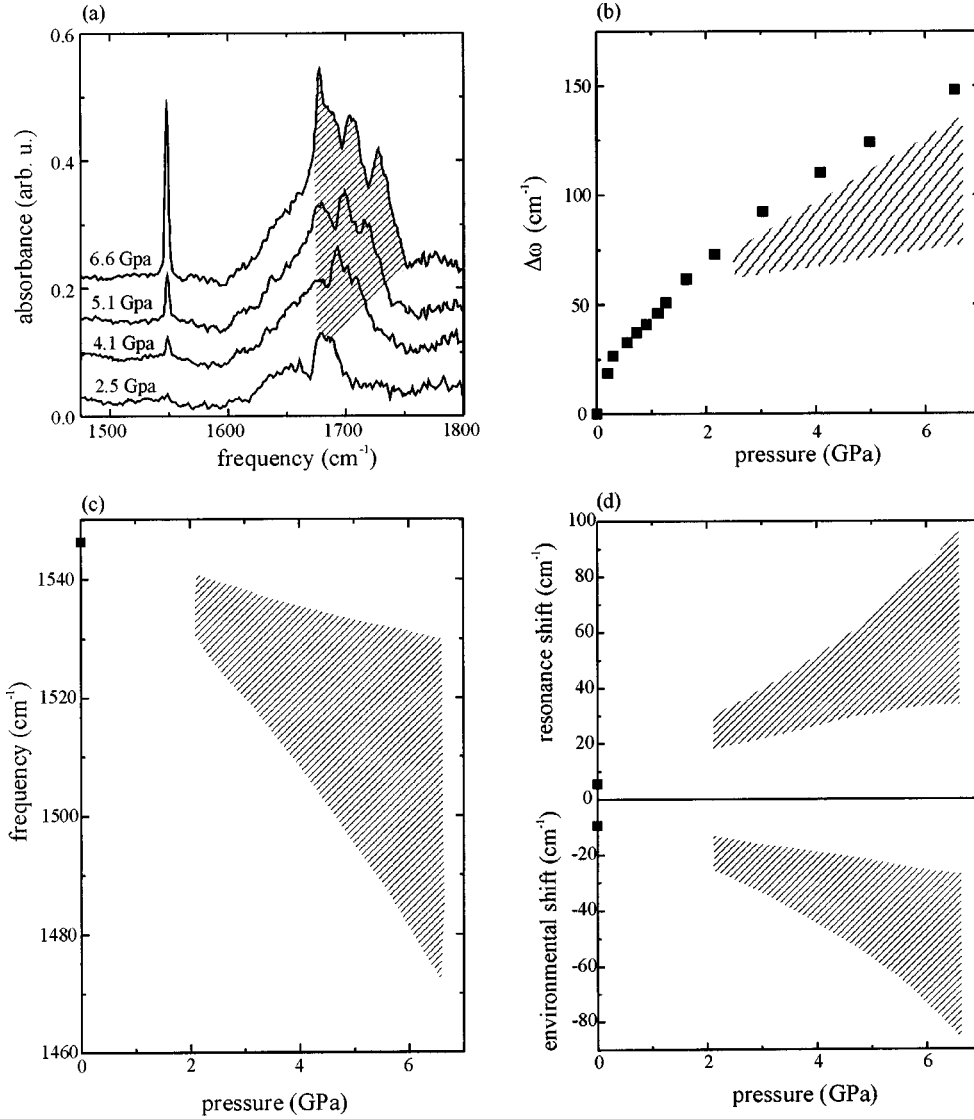 (a)
0.6
0.4
0.2
0.0
absorbance (arb. u.)
6.6 Gpa
5.1 Gpa
4.1 Gpa
2.5 Gpa
1500
1600
1700
1800
frequency (cm⁻¹)
(b)
150
100
50
0
Δω (cm⁻¹)
0
2
4
6
pressure (GPa)
(c)
1540
1520
1500
1480
1460
frequency (cm⁻¹)
0
2
4
6
pressure (GPa)
(d)
100
80
60
40
20
0
resonance shift (cm⁻¹)
-20
-40
-60
-80
environmental shift (cm⁻¹)
0
2
4
6
pressure (GPa)